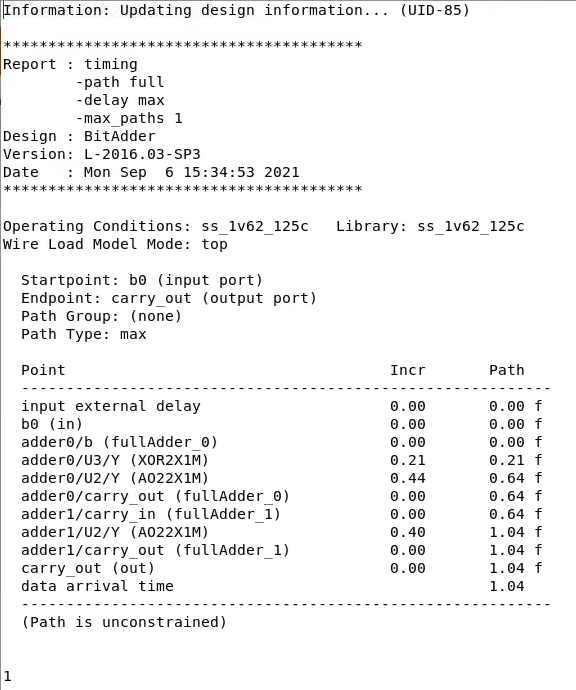 Information: Updating design information... (UID-85)
****************************************
Report : timing
        -path full
        -delay max
        -max_paths 1
Design : BitAdder
Version: L-2016.03-SP3
Date   : Mon Sep  6 15:34:53 2021
****************************************
Operating Conditions: ss_1v62_125c   Library: ss_1v62_125c
Wire Load Model Mode: top
  Startpoint: b0 (input port)
  Endpoint: carry_out (output port)
  Path Group: (none)
  Path Type: max
  Point                                    Incr       Path
  -----------------------------------------------------------
  input external delay                     0.00       0.00 f
  b0 (in)                                  0.00       0.00 f
  adder0/b (fullAdder_0)                   0.00       0.00 f
  adder0/U3/Y (XOR2X1M)                    0.21       0.21 f
  adder0/U2/Y (AO22X1M)                    0.44       0.64 f
  adder0/carry_out (fullAdder_0)           0.00       0.64 f
  adder1/carry_in (fullAdder_1)            0.00       0.64 f
  adder1/U2/Y (AO22X1M)                    0.40       1.04 f
  adder1/carry_out (fullAdder_1)           0.00       1.04 f
  carry_out (out)                          0.00       1.04 f
  data arrival time                                   1.04
  -----------------------------------------------------------
  (Path is unconstrained)
1